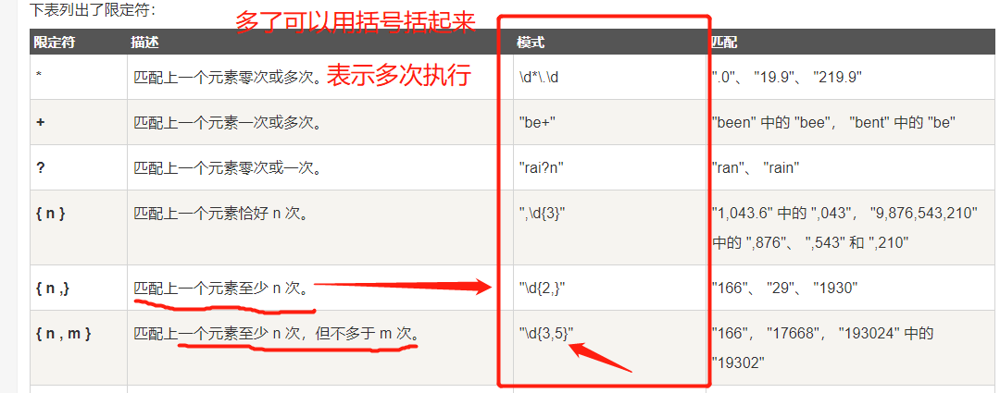 下表列出了限定符：
多了可以用括号括起来
限定符 描述 模式 匹配
* 匹配上一个元素零次或多次。 表示多次执行 \d*\.\d ".0"、 "19.9"、 "219.9"
+ 匹配上一个元素一次或多次。 "be+" "been" 中的 "bee"， "bent" 中的 "be"
? 匹配上一个元素零次或一次。 "rai?n" "ran"、 "rain"
{ n } 匹配上一个元素恰好 n 次。 ",\d{3}" "1,043.6" 中的 ",043"， "9,876,543,210"
中的 ",876"、 ",543" 和 ",210"
{ n ,} 匹配上一个元素至少 n 次。 "\d{2,}" "166"、 "29"、 "1930"
{ n , m } 匹配上一个元素至少 n 次，但不多于 m 次。 "\d{3,5}" "166"， "17668"， "193024" 中的
"19302"